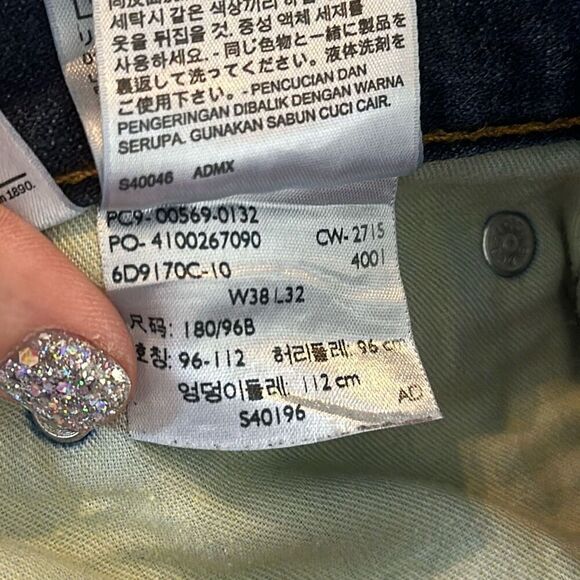 세탁시 같은 색상끼리
옷을 뒤집을 것. 중성 액체 세제를
사용하세요. - 同じ色物と一緒に製品を
裏返して洗ってください。液体洗剤が
ご使用下さい。- PENCUCIAN DAN
PENGERINGAN DIBALIK DENGAN WARNA
SERUPA. GUNAKAN SABUN CUCI CAIR.
S40046 ADMX
1890.
PC9-00569-0132
PO-4100267090 CW-2715
6D9170C-10 4001
W38 L32
尺码: 180/96B
호칭: 96-112 허리둘레: 96 cm
엉덩이둘레: 112 cm AD
S40196